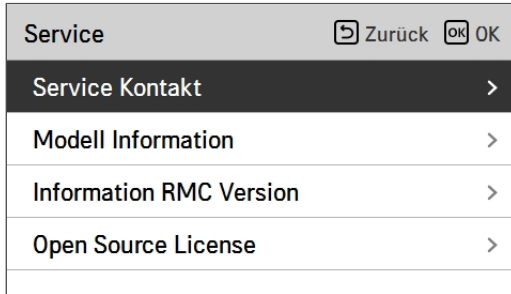 Service Zurück OK OK
Service Kontakt
Modell Information
Information RMC Version
Open Source License